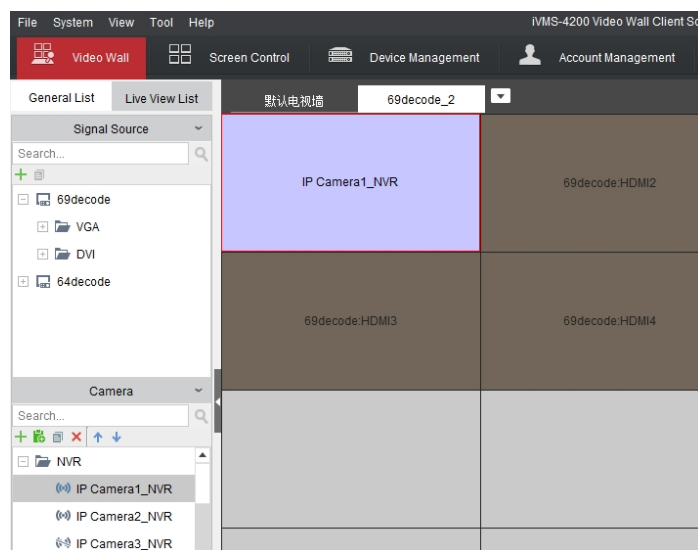 File System View Tool Help iVMS-4200 Video Wall Client
Video Wall Screen Control Device Management Account Management
General List Live View List 默认电视墙 69decode_2
Signal Source
Search...
69decode
VGA
DVI
64decode
IP Camera1_NVR 69decode:HDMI2
69decode:HDMI3 69decode:HDMI4
Camera
Search...
NVR
IP Camera1_NVR
IP Camera2_NVR
IP Camera3_NVR